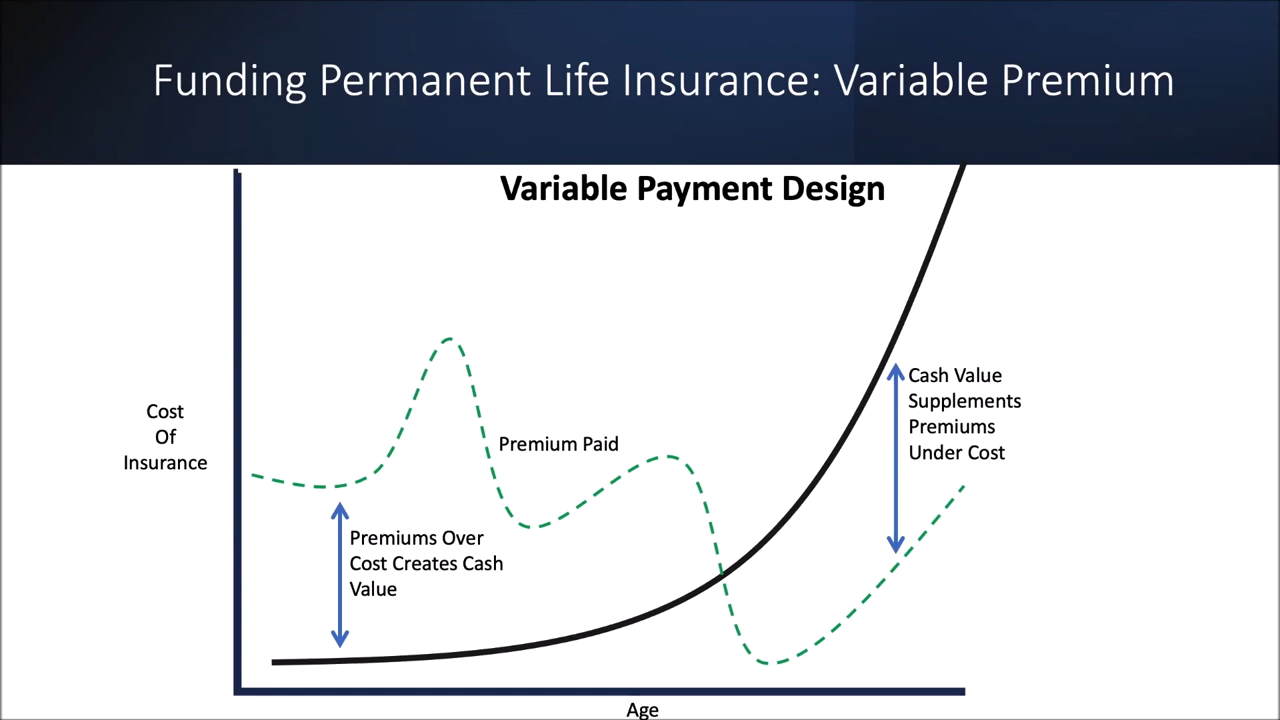 Funding Permanent Life Insurance: Variable Premium
Variable Payment Design
Cost
Of
Insurance
Premium Paid
Premiums Over
Cost Creates Cash
Value
Cash Value
Supplements
Premiums
Under Cost
Age